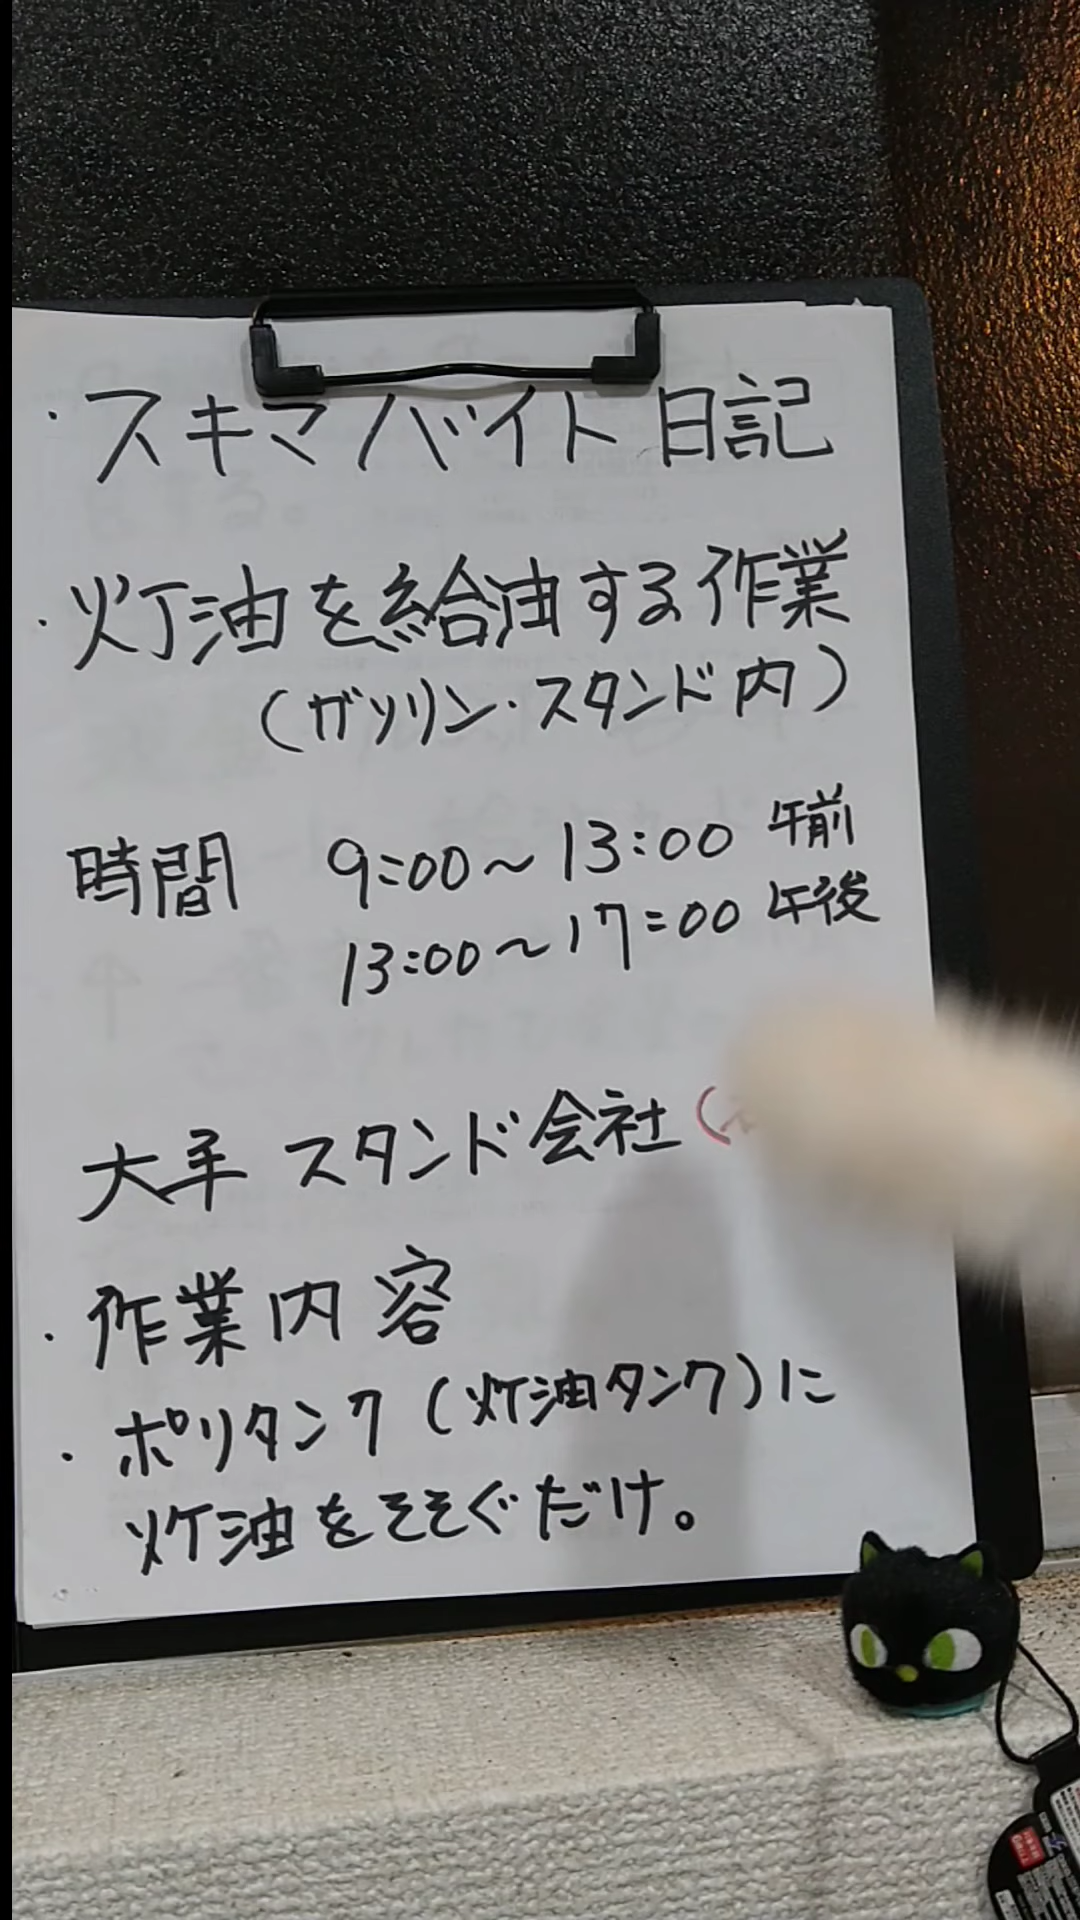 ・スキマバイト日記
・灯油を給油する作業
(ガソリン・スタンド内)
時間 9:00～13:00 午前
13:00～17:00 午後
大手 スタンド会社(
・作業内容
・ポリタンク(灯油タンク)に
灯油をそそぐだけ。